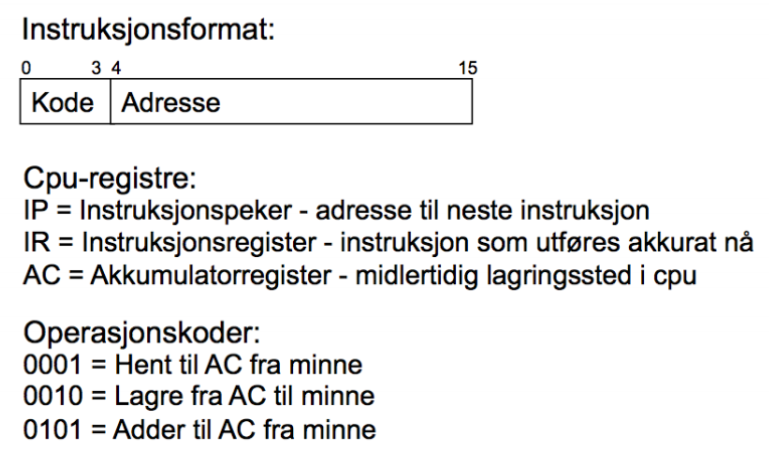 Instruksjonsformat:
0 3 4 15
Kode Adresse
Cpu-registre:
IP = Instruksjonspeker - adresse til neste instruksjon
IR = Instruksjonsregister - instruksjon som utføres akkurat nå
AC = Akkumulatorregister - midlertidig lagringssted i cpu
Operasjonskoder:
0001 = Hent til AC fra minne
0010 = Lagre fra AC til minne
0101 = Adder til AC fra minne